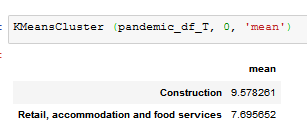 KMeansCluster (pandemic_df_T, 0, 'mean')
mean
Construction 9.578261
Retail, accommodation and food services 7.695652